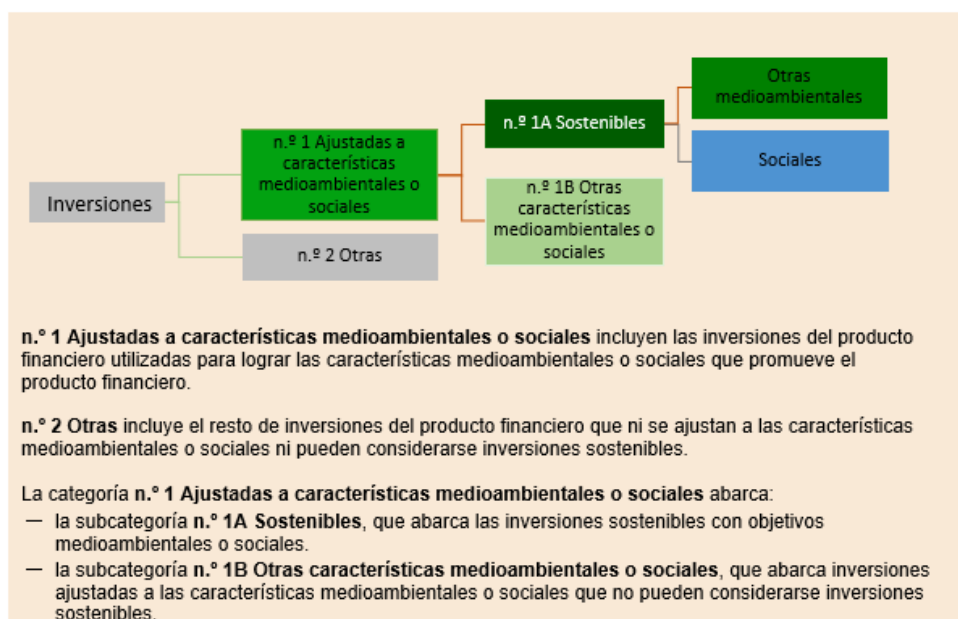 Otras
medioambientales
n.º 1A Sostenibles
n.º 1 Ajustadas a
características
medioambientales o
sociales
Sociales
Inversiones
n.º 1B Otras
características
medioambientales o
sociales
n.º 2 Otras
n.º 1 Ajustadas a características medioambientales o sociales incluyen las inversiones del producto
financiero utilizadas para lograr las características medioambientales o sociales que promueve el
producto financiero.
n.º 2 Otras incluye el resto de inversiones del producto financiero que ni se ajustan a las características
medioambientales o sociales ni pueden considerarse inversiones sostenibles.
La categoría n.º 1 Ajustadas a características medioambientales o sociales abarca:
— la subcategoría n.º 1A Sostenibles, que abarca las inversiones sostenibles con objetivos
medioambientales o sociales.
— la subcategoría n.º 1B Otras características medioambientales o sociales, que abarca inversiones
ajustadas a las características medioambientales o sociales que no pueden considerarse inversiones
sostenibles.